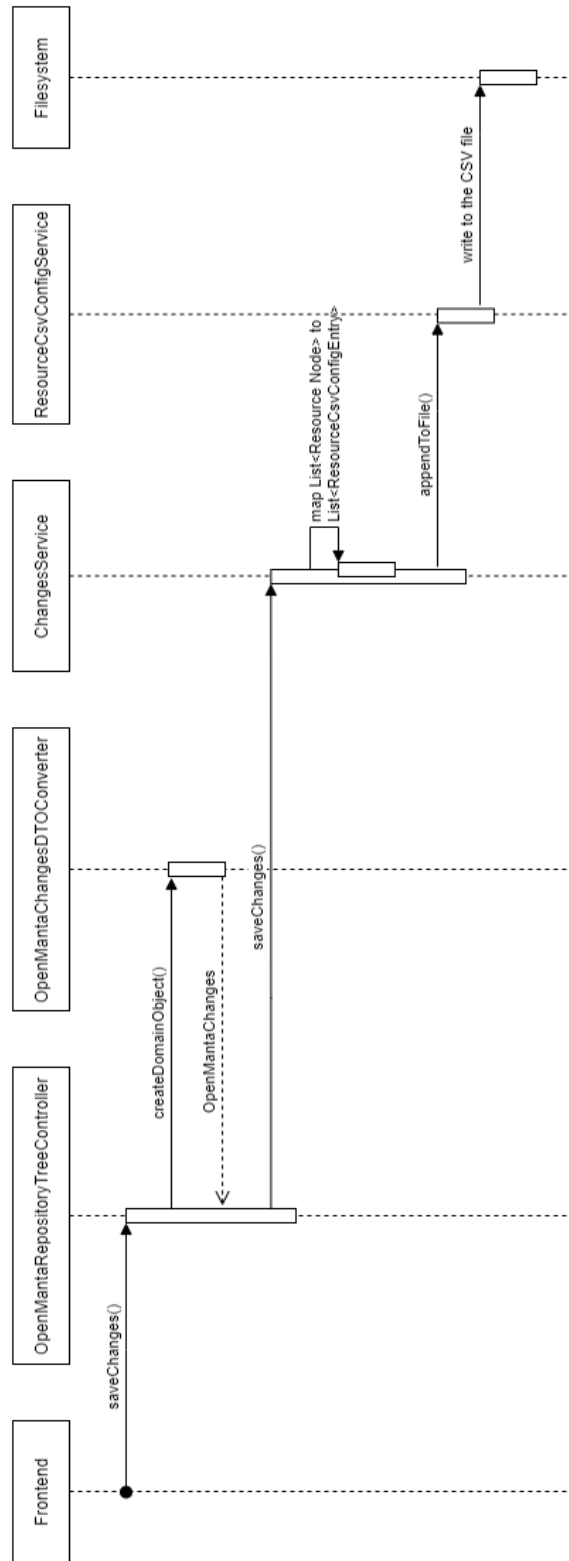 Frontend
OpenMantaRepositoryTreeController
OpenMantaChangesDTOConverter
ChangesService
ResourceCsvConfigService
Filesystem
saveChanges()
createDomainObject()
OpenMantaChanges
saveChanges()
map List<Resource Node> to
List<ResourceCsvConfigEntry>
appendToFile()
write to the CSV file